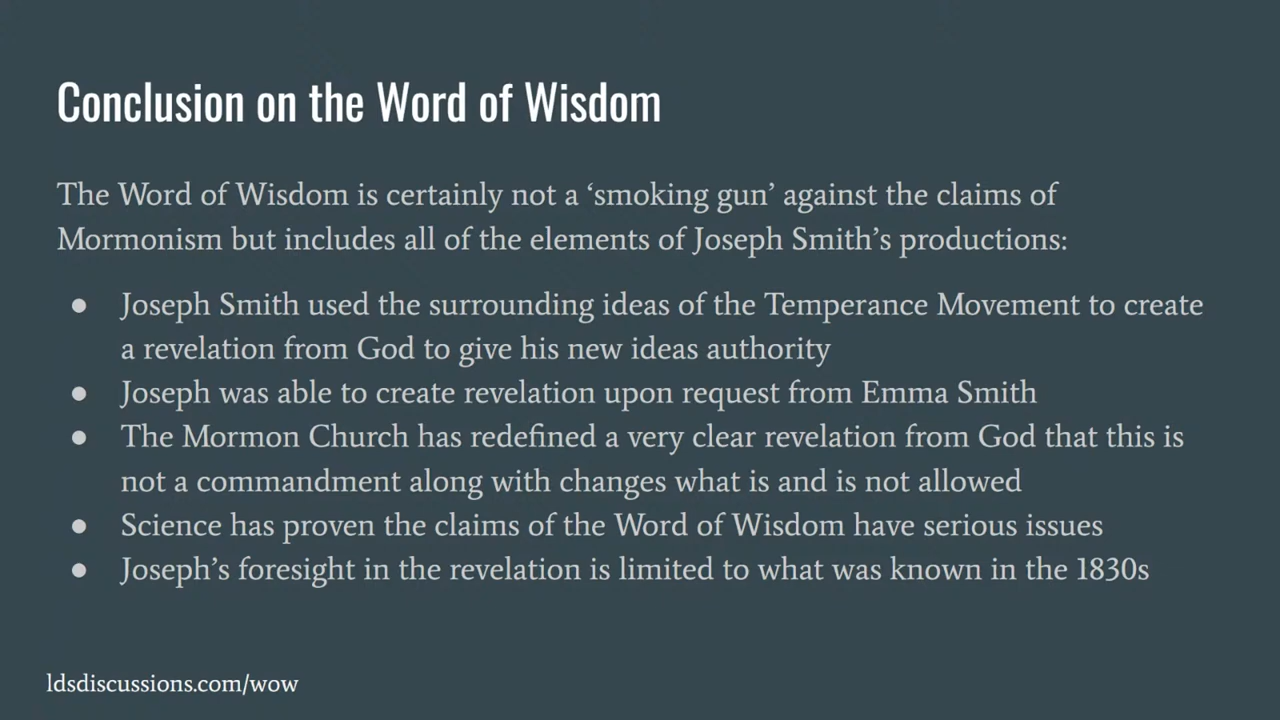 Conclusion on the Word of Wisdom
The Word of Wisdom is certainly not a ‘smoking gun’ against the claims of
Mormonism but includes all of the elements of Joseph Smith’s productions:
● Joseph Smith used the surrounding ideas of the Temperance Movement to create
a revelation from God to give his new ideas authority
● Joseph was able to create revelation upon request from Emma Smith
● The Mormon Church has redefined a very clear revelation from God that this is
not a commandment along with changes what is and is not allowed
● Science has proven the claims of the Word of Wisdom have serious issues
● Joseph’s foresight in the revelation is limited to what was known in the 1830s
ldsdiscussions.com/wow